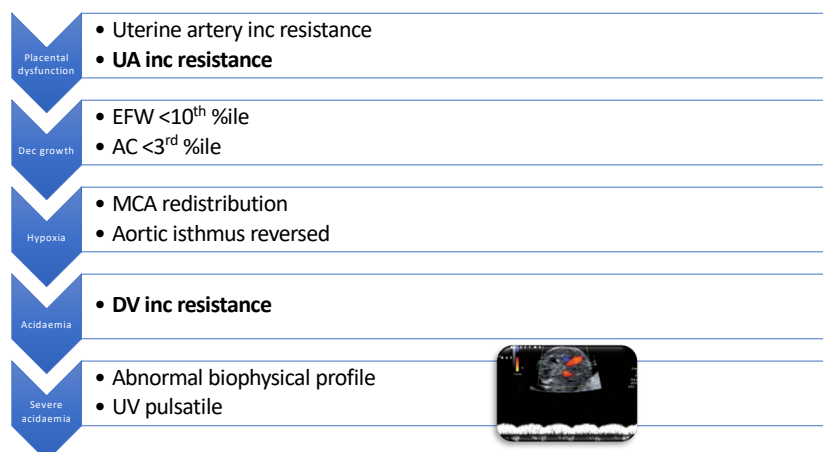 Placental
dysfunction
• Uterine artery inc resistance
• UA inc resistance
Dec growth
• EFW <10th %ile
• AC <3rd %ile
Hypoxia
• MCA redistribution
• Aortic isthmus reversed
Acidaemia
• DV inc resistance
Severe
acidaemia
• Abnormal biophysical profile
• UV pulsatile